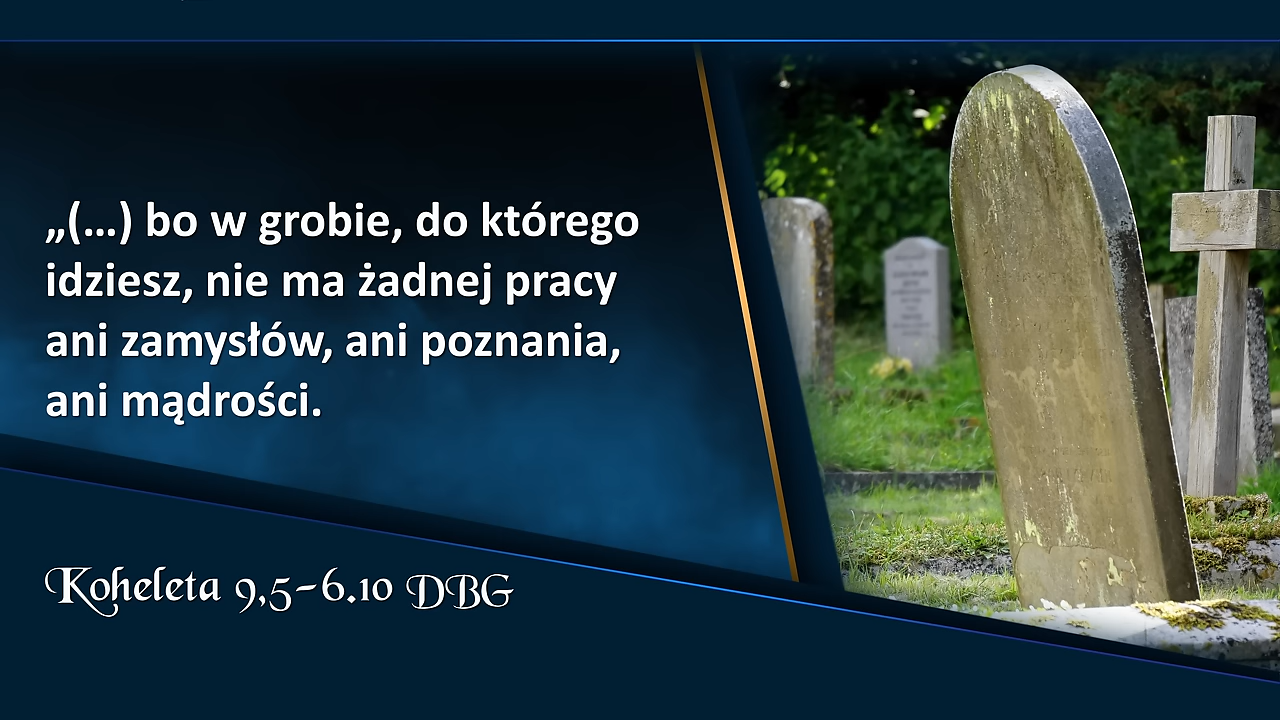 „(…) bo w grobie, do którego
idziesz, nie ma żadnej pracy
ani zamysłów, ani poznania,
ani mądrości.
Koheleta 9,5-6.10 DBG